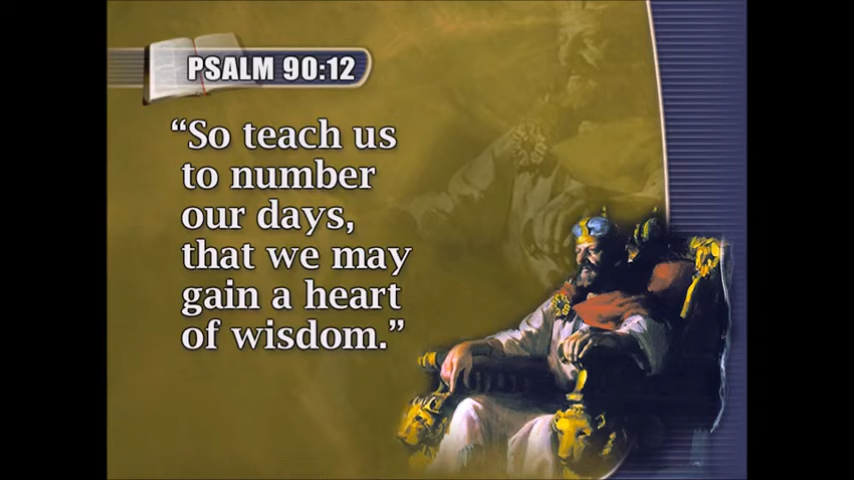 PSALM 90:12
“So teach us
to number
our days,
that we may
gain a heart
of wisdom.”